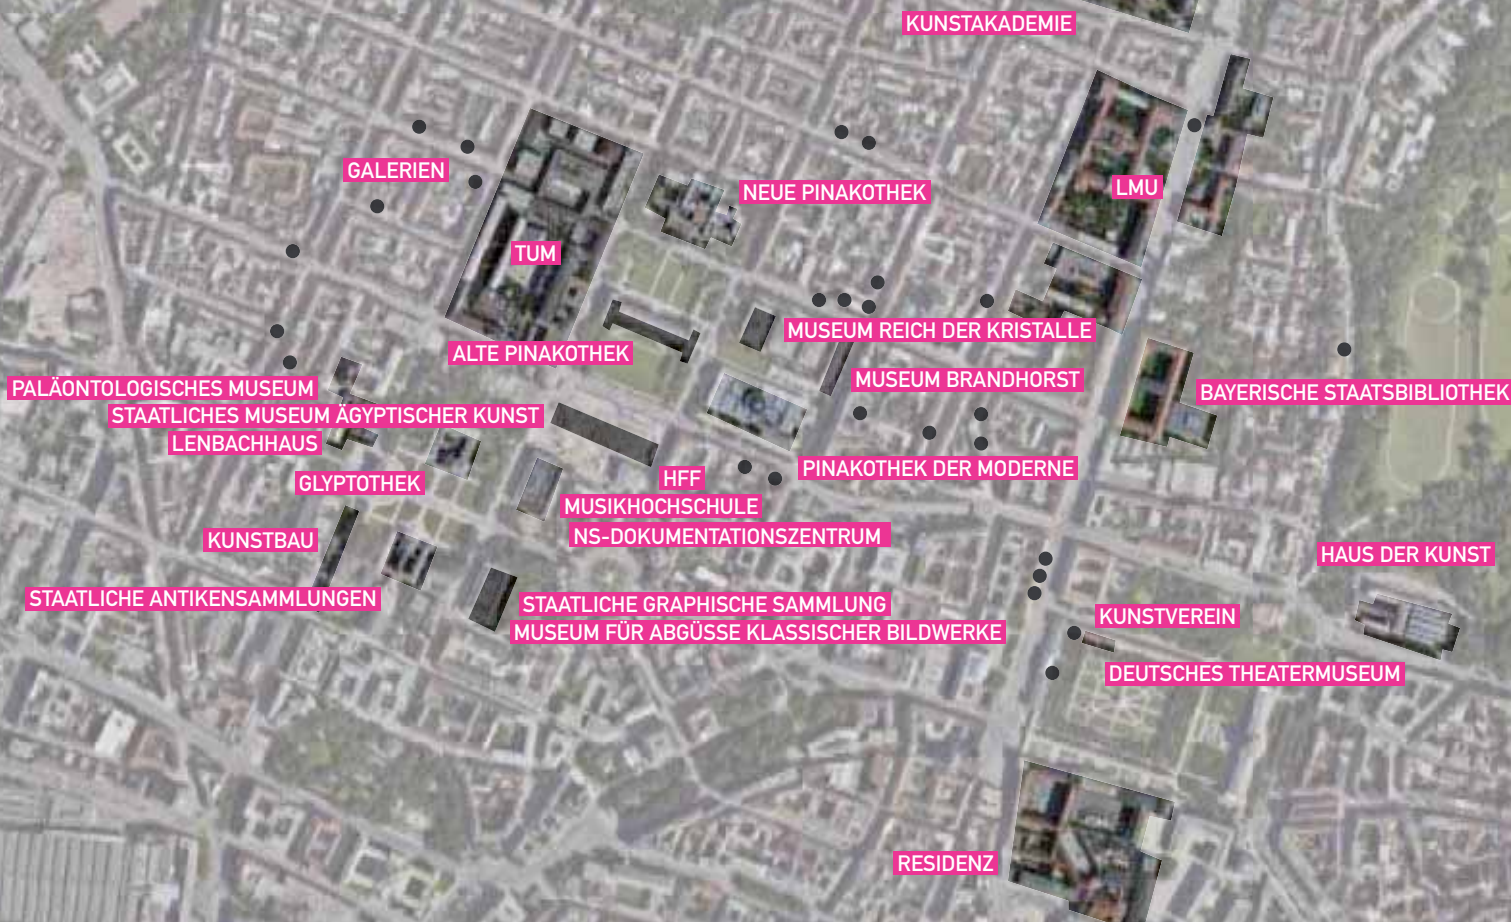 KUNSTAKADEMIE
GALERIEN
NEUE PINAKOTHEK
LMU
TUM
MUSEUM REICH DER KRISTALLE
ALTE PINAKOTHEK
MUSEUM BRANDHORST
PALÄONTOLOGISCHES MUSEUM
BAYERISCHE STAATSBIBLIOTHEK
STAATLICHES MUSEUM ÄGYPTISCHER KUNST
LENBACHHAUS
PINAKOTHEK DER MODERNE
HFF
GLYPTOTHEK
MUSIKHOCHSCHULE
NS-DOKUMENTATIONSZENTRUM
KUNSTBAU
HAUS DER KUNST
STAATLICHE ANTIKENSAMMLUNGEN
STAATLICHE GRAPHISCHE SAMMLUNG
KUNSTVEREIN
MUSEUM FÜR ABGÜSSE KLASSISCHER BILDWERKE
DEUTSCHES THEATERMUSEUM
RESIDENZ